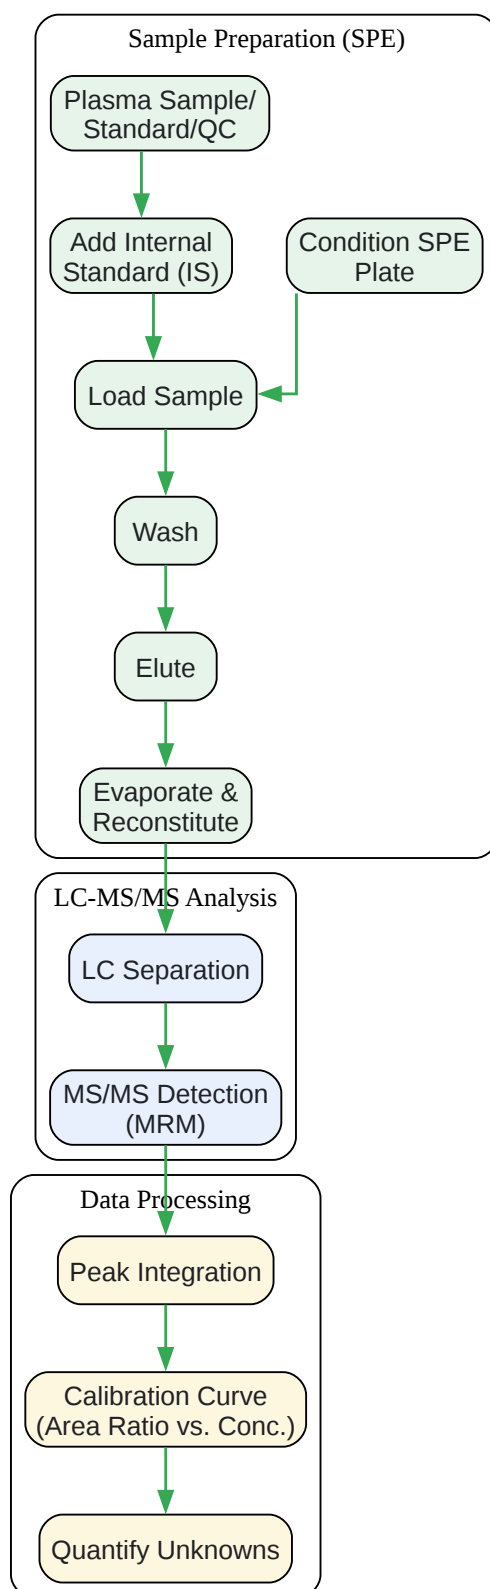 Sample Preparation (SPE)
Plasma Sample/
Standard/QC
Add Internal
Standard (IS)
Condition SPE
Plate
Load Sample
Wash
Elute
Evaporate &
Reconstitute
LC-MS/MS Analysis
LC Separation
MS/MS Detection
(MRM)
Data Processing
Peak Integration
Calibration Curve
(Area Ratio vs. Conc.)
Quantify Unknowns